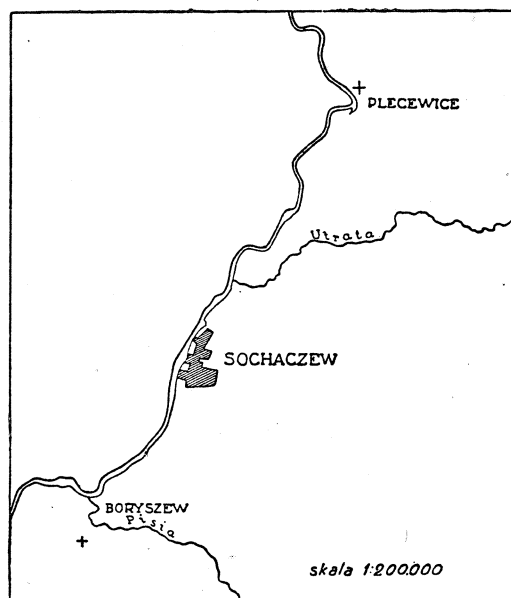 PLECEWICE
Utrata
SOCHACZEW
BORYSZEW
Pisia
skala 1:200.000